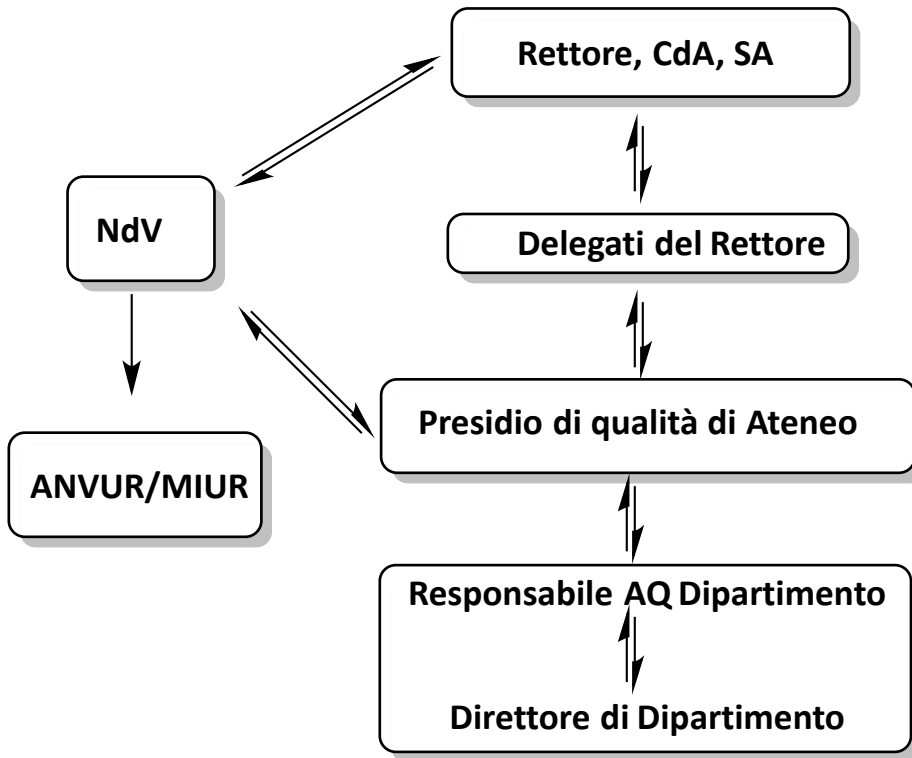 Rettore, CdA, SA
NdV
Delegati del Rettore
Presidio di qualità di Ateneo
ANVUR/MIUR
Responsabile AQ Dipartimento
Direttore di Dipartimento